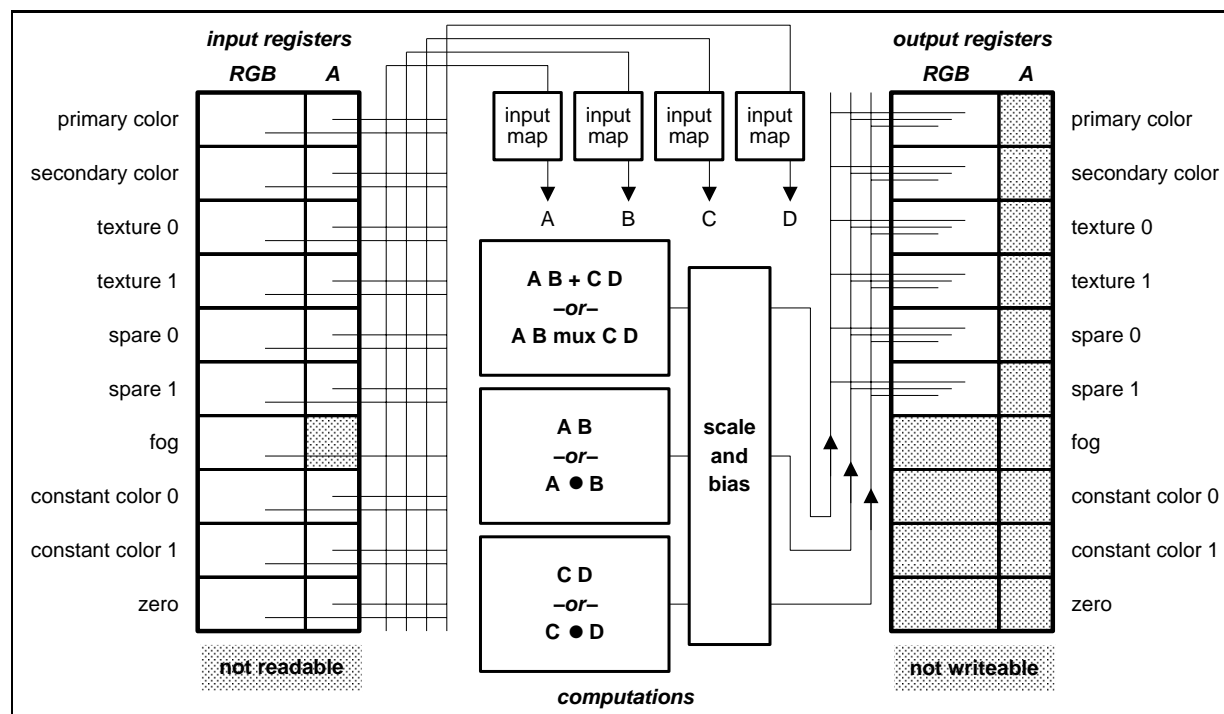 input registers
RGB A
primary color
secondary color
texture 0
texture 1
spare 0
spare 1
fog
constant color 0
constant color 1
zero
not readable
input map
input map
input map
input map
A B C D
A B + C D
–or–
A B mux C D
A B
–or–
A ● B
C D
–or–
C ● D
computations
scale
and
bias
output registers
RGB A
primary color
secondary color
texture 0
texture 1
spare 0
spare 1
fog
constant color 0
constant color 1
zero
not writeable